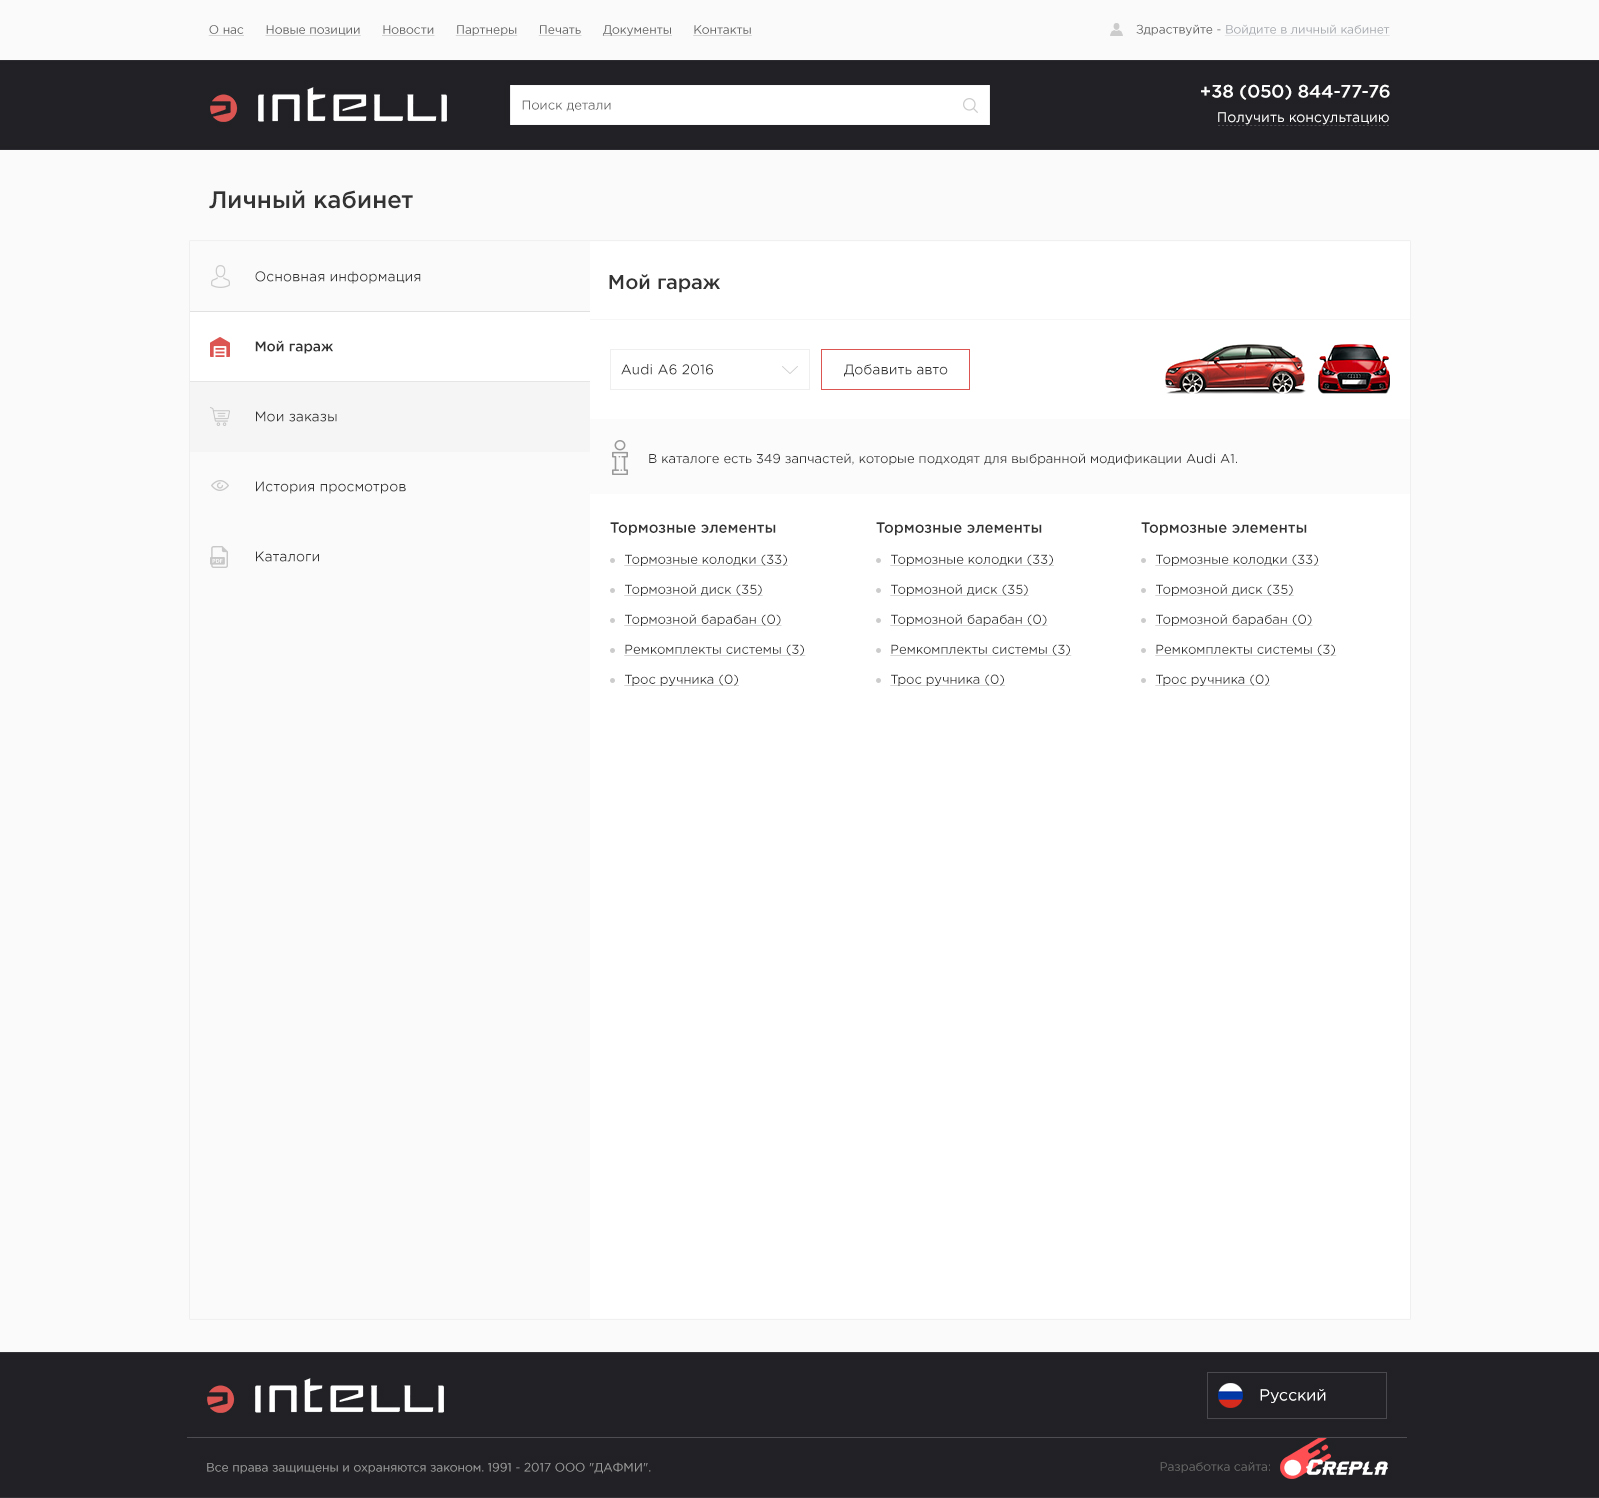 О нас Новые позиции Новости Партнеры Печать Документы Контакты Здраствуйте - Войдите в личный кабинет
intelli Поиск детали +38 (050) 844-77-76
Получить консультацию
Личный кабинет
Основная информация
Мой гараж
Мои заказы
История просмотров
PDF Каталоги
Мой гараж
Audi A6 2016 Добавить авто
В каталоге есть 349 запчастей, которые подходят для выбранной модификации Audi A1.
Тормозные элементы Тормозные элементы Тормозные элементы
Тормозные колодки (33) Тормозные колодки (33) Тормозные колодки (33)
Тормозной диск (35) Тормозной диск (35) Тормозной диск (35)
Тормозной барабан (0) Тормозной барабан (0) Тормозной барабан (0)
Ремкомплекты системы (3) Ремкомплекты системы (3) Ремкомплекты системы (3)
Трос ручника (0) Трос ручника (0) Трос ручника (0)
intelli Русский
Все права защищены и охраняются законом. 1991 - 2017 ООО "ДАФМИ". Разработка сайта: CREPLA